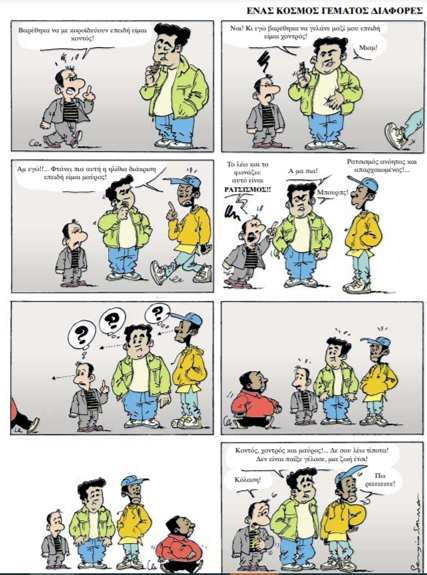 ΕΝΑΣ ΚΟΣΜΟΣ ΓΕΜΑΤΟΣ ΔΙΑΦΟΡΕΣ
Βαρέθηκα να με κοροϊδεύουν επειδή είμαι
κοντός!
Ναι! Κι εγώ βαρέθηκα να γελάνε μαζί μου επειδή
είμαι χοντρός!
Μιαμ!
Αμ εγώ!!... Φτάνει πια αυτή η ηλίθια διάκριση
επειδή είμαι μαύρος!
Το λέω και το
φωνάζω:
αυτό είναι
ΡΑΤΣΙΣΜΟΣ!!
Α μα πια!
Μπουρπς!
Ρατσισμός ανόητος και
απαρχαιωμένος!...
?
?
?
Κοντός, χοντρός και μαύρος!... Δε σου λέω τίποτα!
Δεν είναι παίξε γέλασε, μια ζωή έτσι!
Κόλαση!
Πω
ρεεεεεεε!